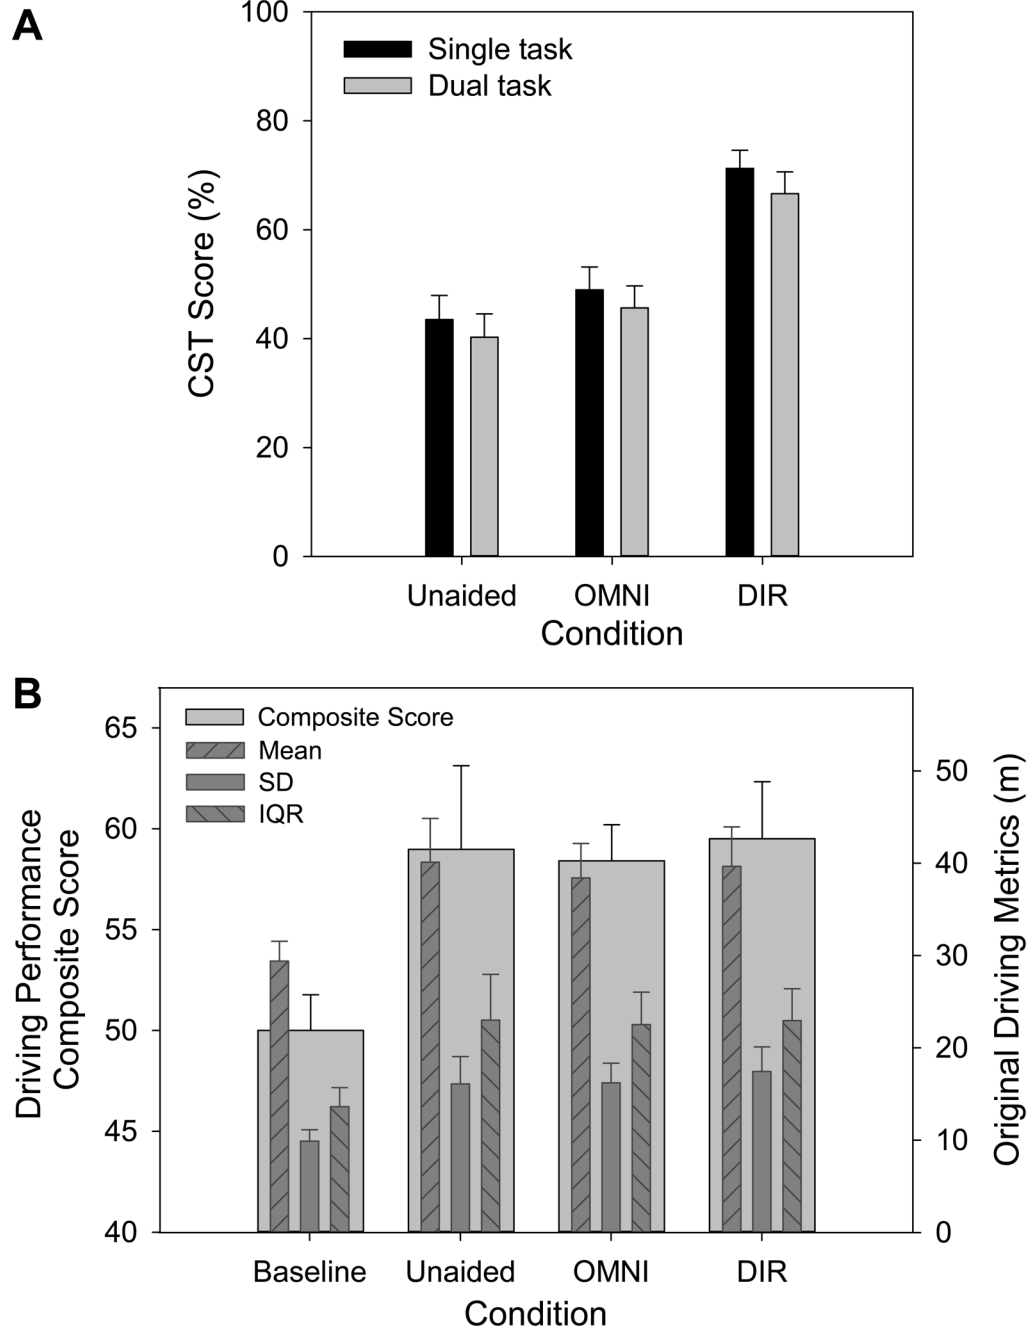 A
100
80
60
40
20
0
CST Score (%)
Single task
Dual task
Unaided OMNI DIR
Condition
B
65
60
55
50
45
40
Driving Performance
Composite Score
Composite Score
Mean
SD
IQR
50
40
30
20
10
0
Original Driving Metrics (m)
Baseline Unaided OMNI DIR
Condition